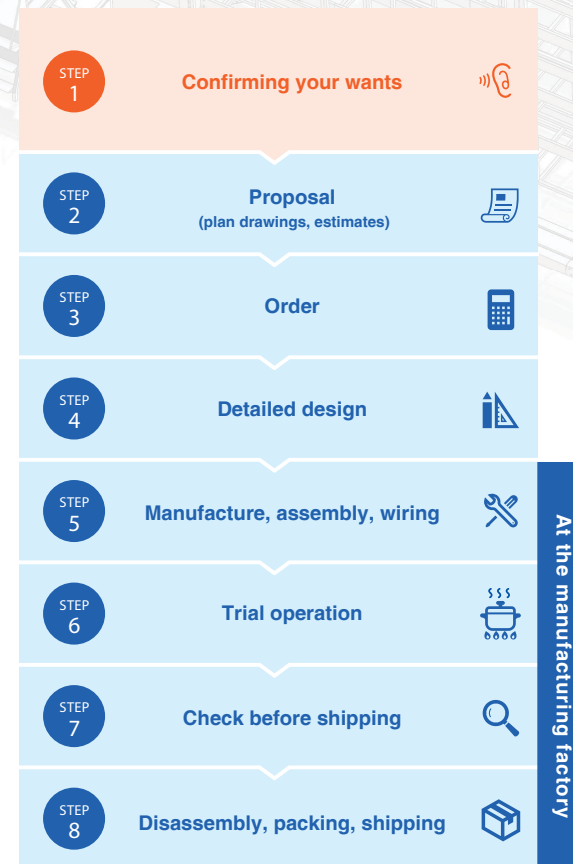 STEP
1
Confirming your wants
STEP
2
Proposal
(plan drawings, estimates)
STEP
3
Order
STEP
4
Detailed design
STEP
5
Manufacture, assembly, wiring
STEP
6
Trial operation
STEP
7
Check before shipping
STEP
8
Disassembly, packing, shipping
At the manufacturing factory